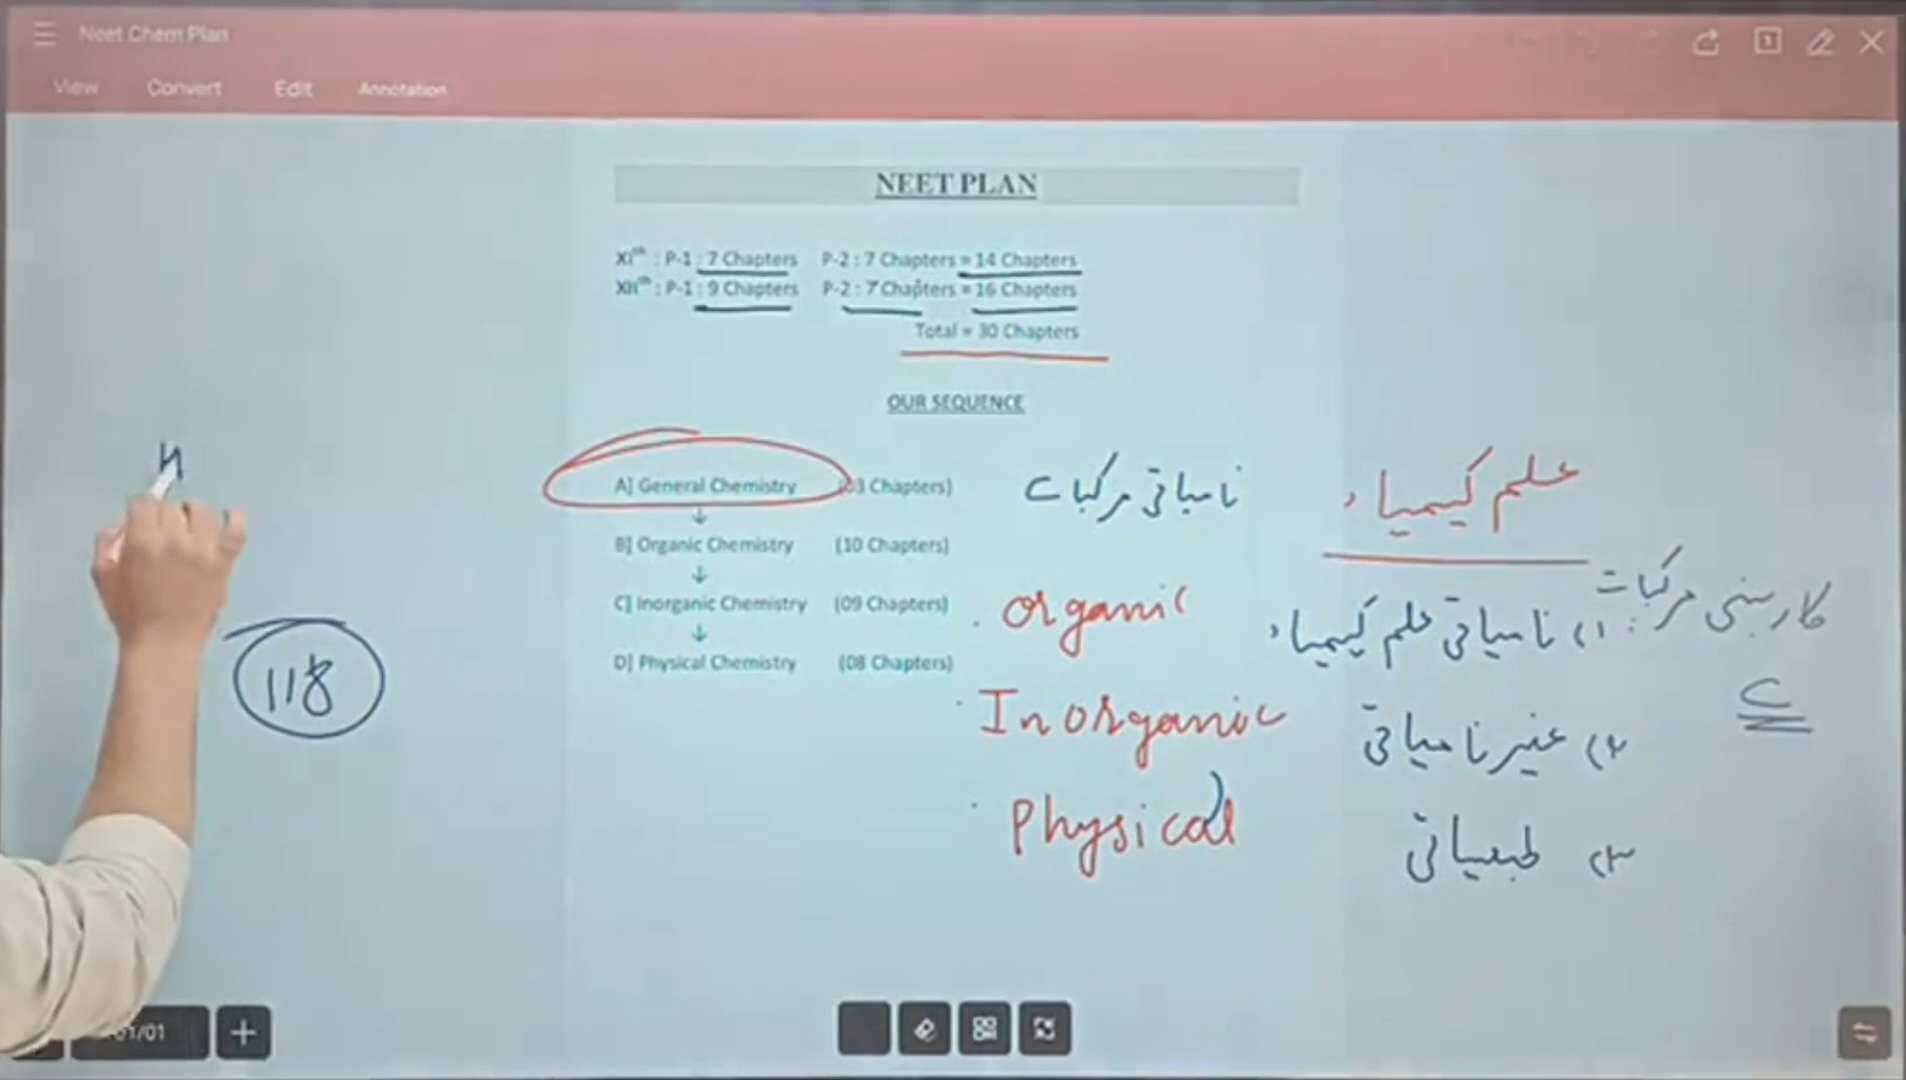 Neet Chem Plan
View Convert Edit Annotation
NEET PLAN
XIth : P-1 : 7 Chapters P-2 : 7 Chapters = 14 Chapters
XIIth : P-1 : 9 Chapters P-2 : 7 Chapters = 16 Chapters
Total = 30 Chapters
OUR SEQUENCE
A] General Chemistry (03 Chapters)
↓
B] Organic Chemistry (10 Chapters)
↓
C] Inorganic Chemistry (09 Chapters)
↓
D] Physical Chemistry (08 Chapters)
118
نامیاتی مرکبات
Organic
Inorganic
Physical
علم کیمیاء
کاربنی مرکبات
۱) نامیاتی علم کیمیاء
۲) غیر نامیاتی
۳) طبعیاتی
C
01/01